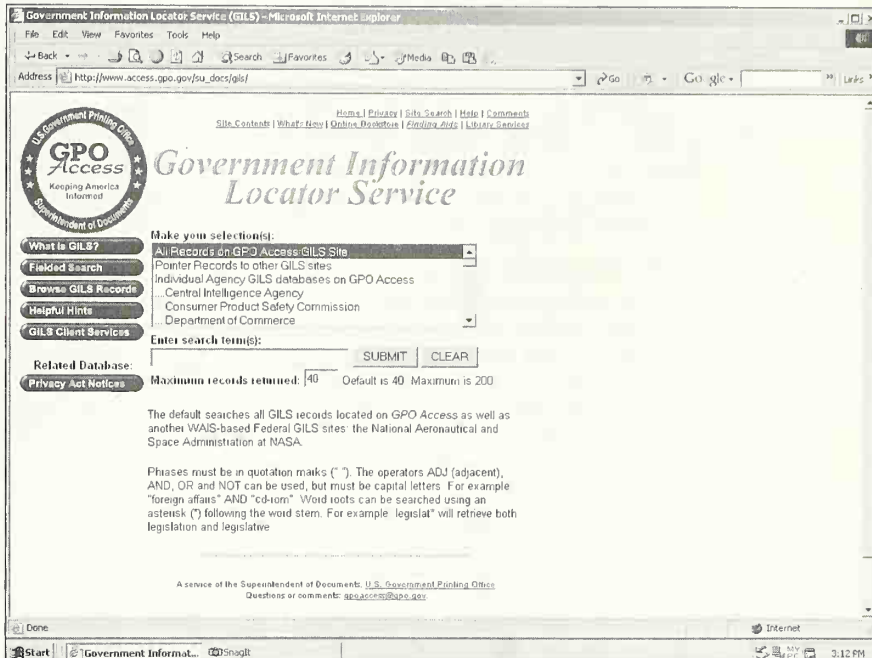 Government Information Locator Service (GILS) - Microsoft Internet Explorer
File Edit View Favorites Tools Help
Back Search Favorites Media
Address http://www.access.gpo.gov/su_docs/gils/ Go Google Links
U.S. Government Printing Office
GPO
Access
Keeping America
Informed
Superintendent of Documents
Home | Privacy | Site Search | Help | Comments
Site Contents | What's New | Online Bookstore | Finding Aids | Library Services
Government Information
Locator Service
What is GILS?
Fielded Search
Browse GILS Records
Helpful Hints
GILS Client Services
Related Database:
Privacy Act Notices
Make your selection(s):
All Records on GPO Access GILS Site
Pointer Records to other GILS sites
Individual Agency GILS databases on GPO Access
...Central Intelligence Agency
Consumer Product Safety Commission
...Department of Commerce
Enter search term(s):
SUBMIT CLEAR
Maximum records returned: 40 Default is 40 Maximum is 200
The default searches all GILS records located on GPO Access as well as
another WAIS-based Federal GILS sites: the National Aeronautical and
Space Administration at NASA
Phrases must be in quotation marks (" "). The operators ADJ (adjacent),
AND, OR and NOT can be used, but must be capital letters For example
"foreign affairs" AND "cd-rom" Word roots can be searched using an
asterisk (*) following the word stem. For example legislat* will retrieve both
legislation and legislative
A service of the Superintendent of Documents, U.S. Government Printing Office
Questions or comments: gpoaccess@gpo.gov.
Done Internet
Start Government Informat... SnagIt 3:12 PM